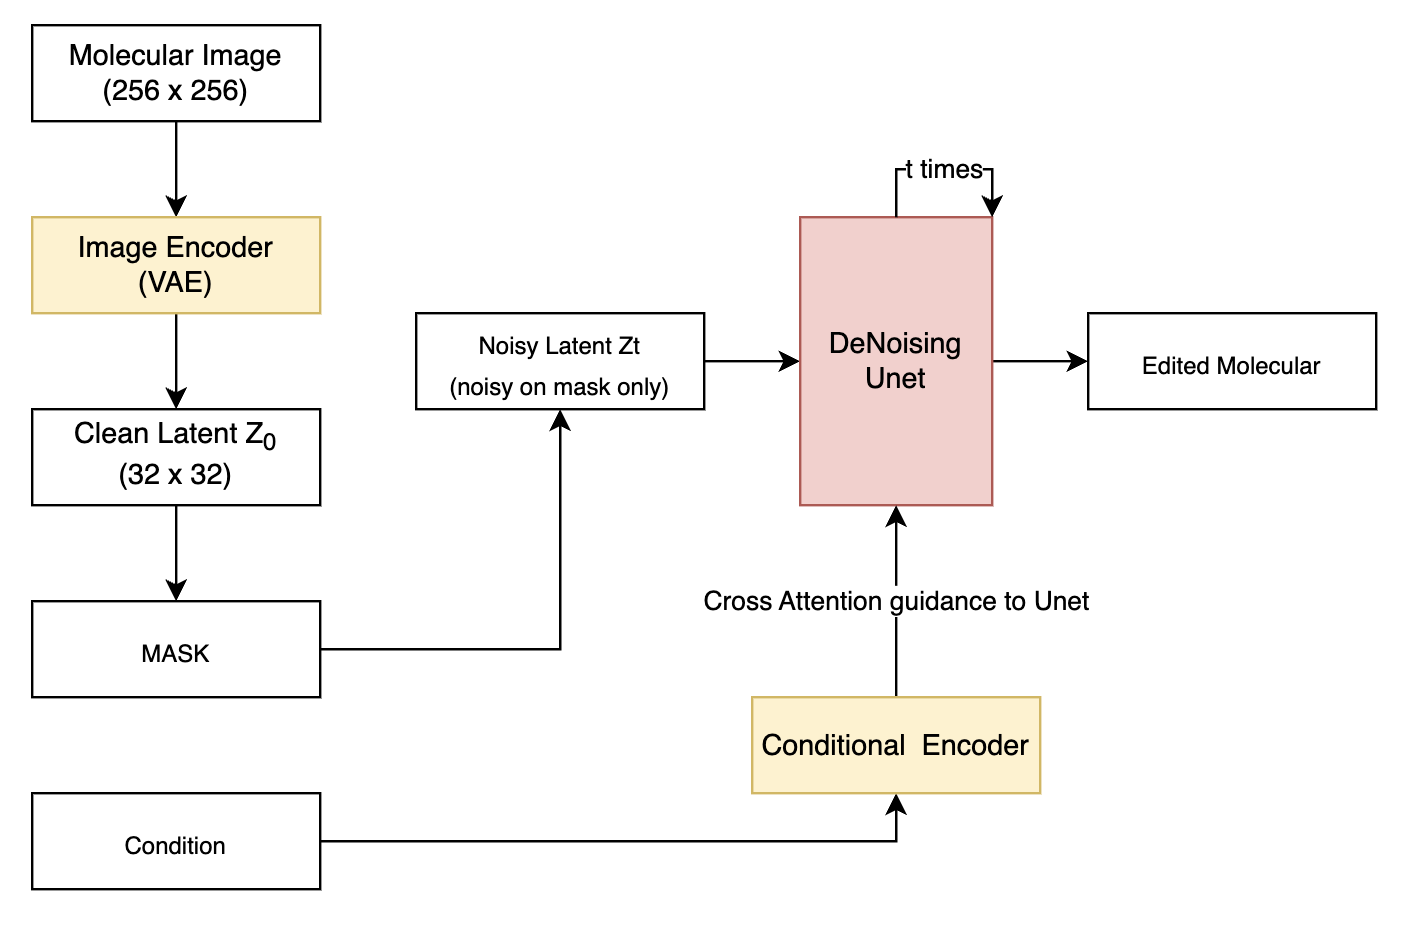 Molecular Image
(256 x 256)
Image Encoder
(VAE)
Clean Latent Z₀
(32 x 32)
MASK
Condition
Noisy Latent Zt
(noisy on mask only)
t times
DeNoising
Unet
Cross Attention guidance to Unet
Conditional Encoder
Edited Molecular